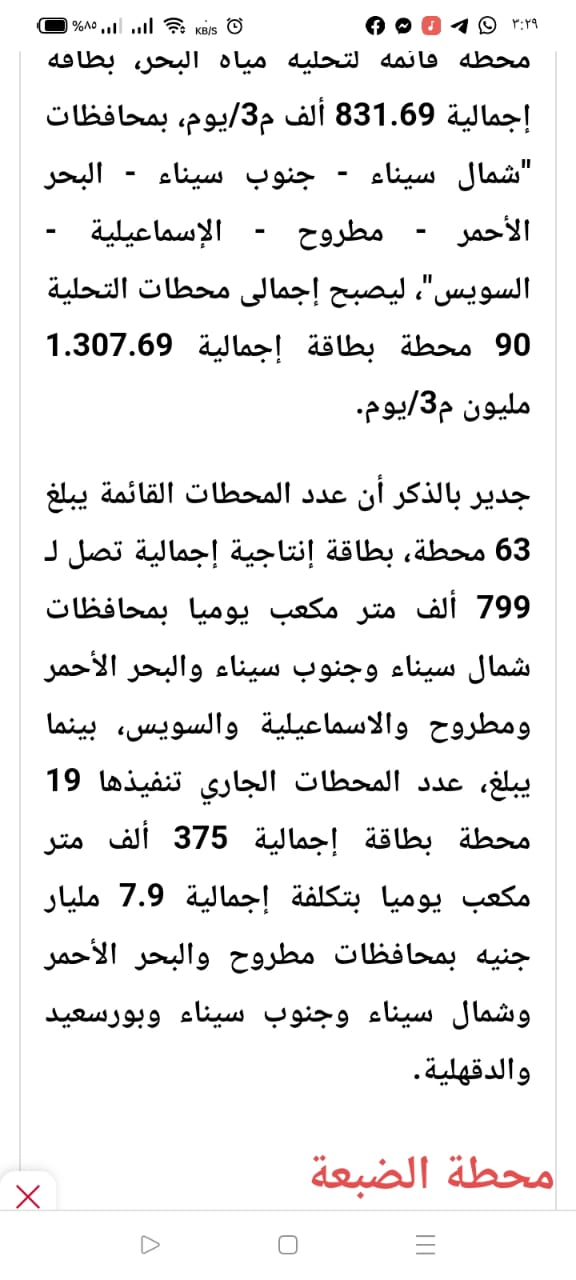 %٨٥ KB/S ٣:٢٩
محطة قائمة لتحلية مياه البحر، بطاقة
إجمالية 831.69 ألف م3/يوم، بمحافظات
"شمال سيناء - جنوب سيناء - البحر
الأحمر - مطروح - الإسماعيلية -
السويس"، ليصبح إجمالى محطات التحلية
90 محطة بطاقة إجمالية 1.307.69
مليون م3/يوم.
جدير بالذكر أن عدد المحطات القائمة يبلغ
63 محطة، بطاقة إنتاجية إجمالية تصل لـ
799 ألف متر مكعب يوميا بمحافظات
شمال سيناء وجنوب سيناء والبحر الأحمر
ومطروح والاسماعيلية والسويس، بينما
يبلغ، عدد المحطات الجاري تنفيذها 19
محطة بطاقة إجمالية 375 ألف متر
مكعب يوميا بتكلفة إجمالية 7.9 مليار
جنيه بمحافظات مطروح والبحر الأحمر
وشمال سيناء وجنوب سيناء وبورسعيد
والدقهلية.
محطة الضبعة